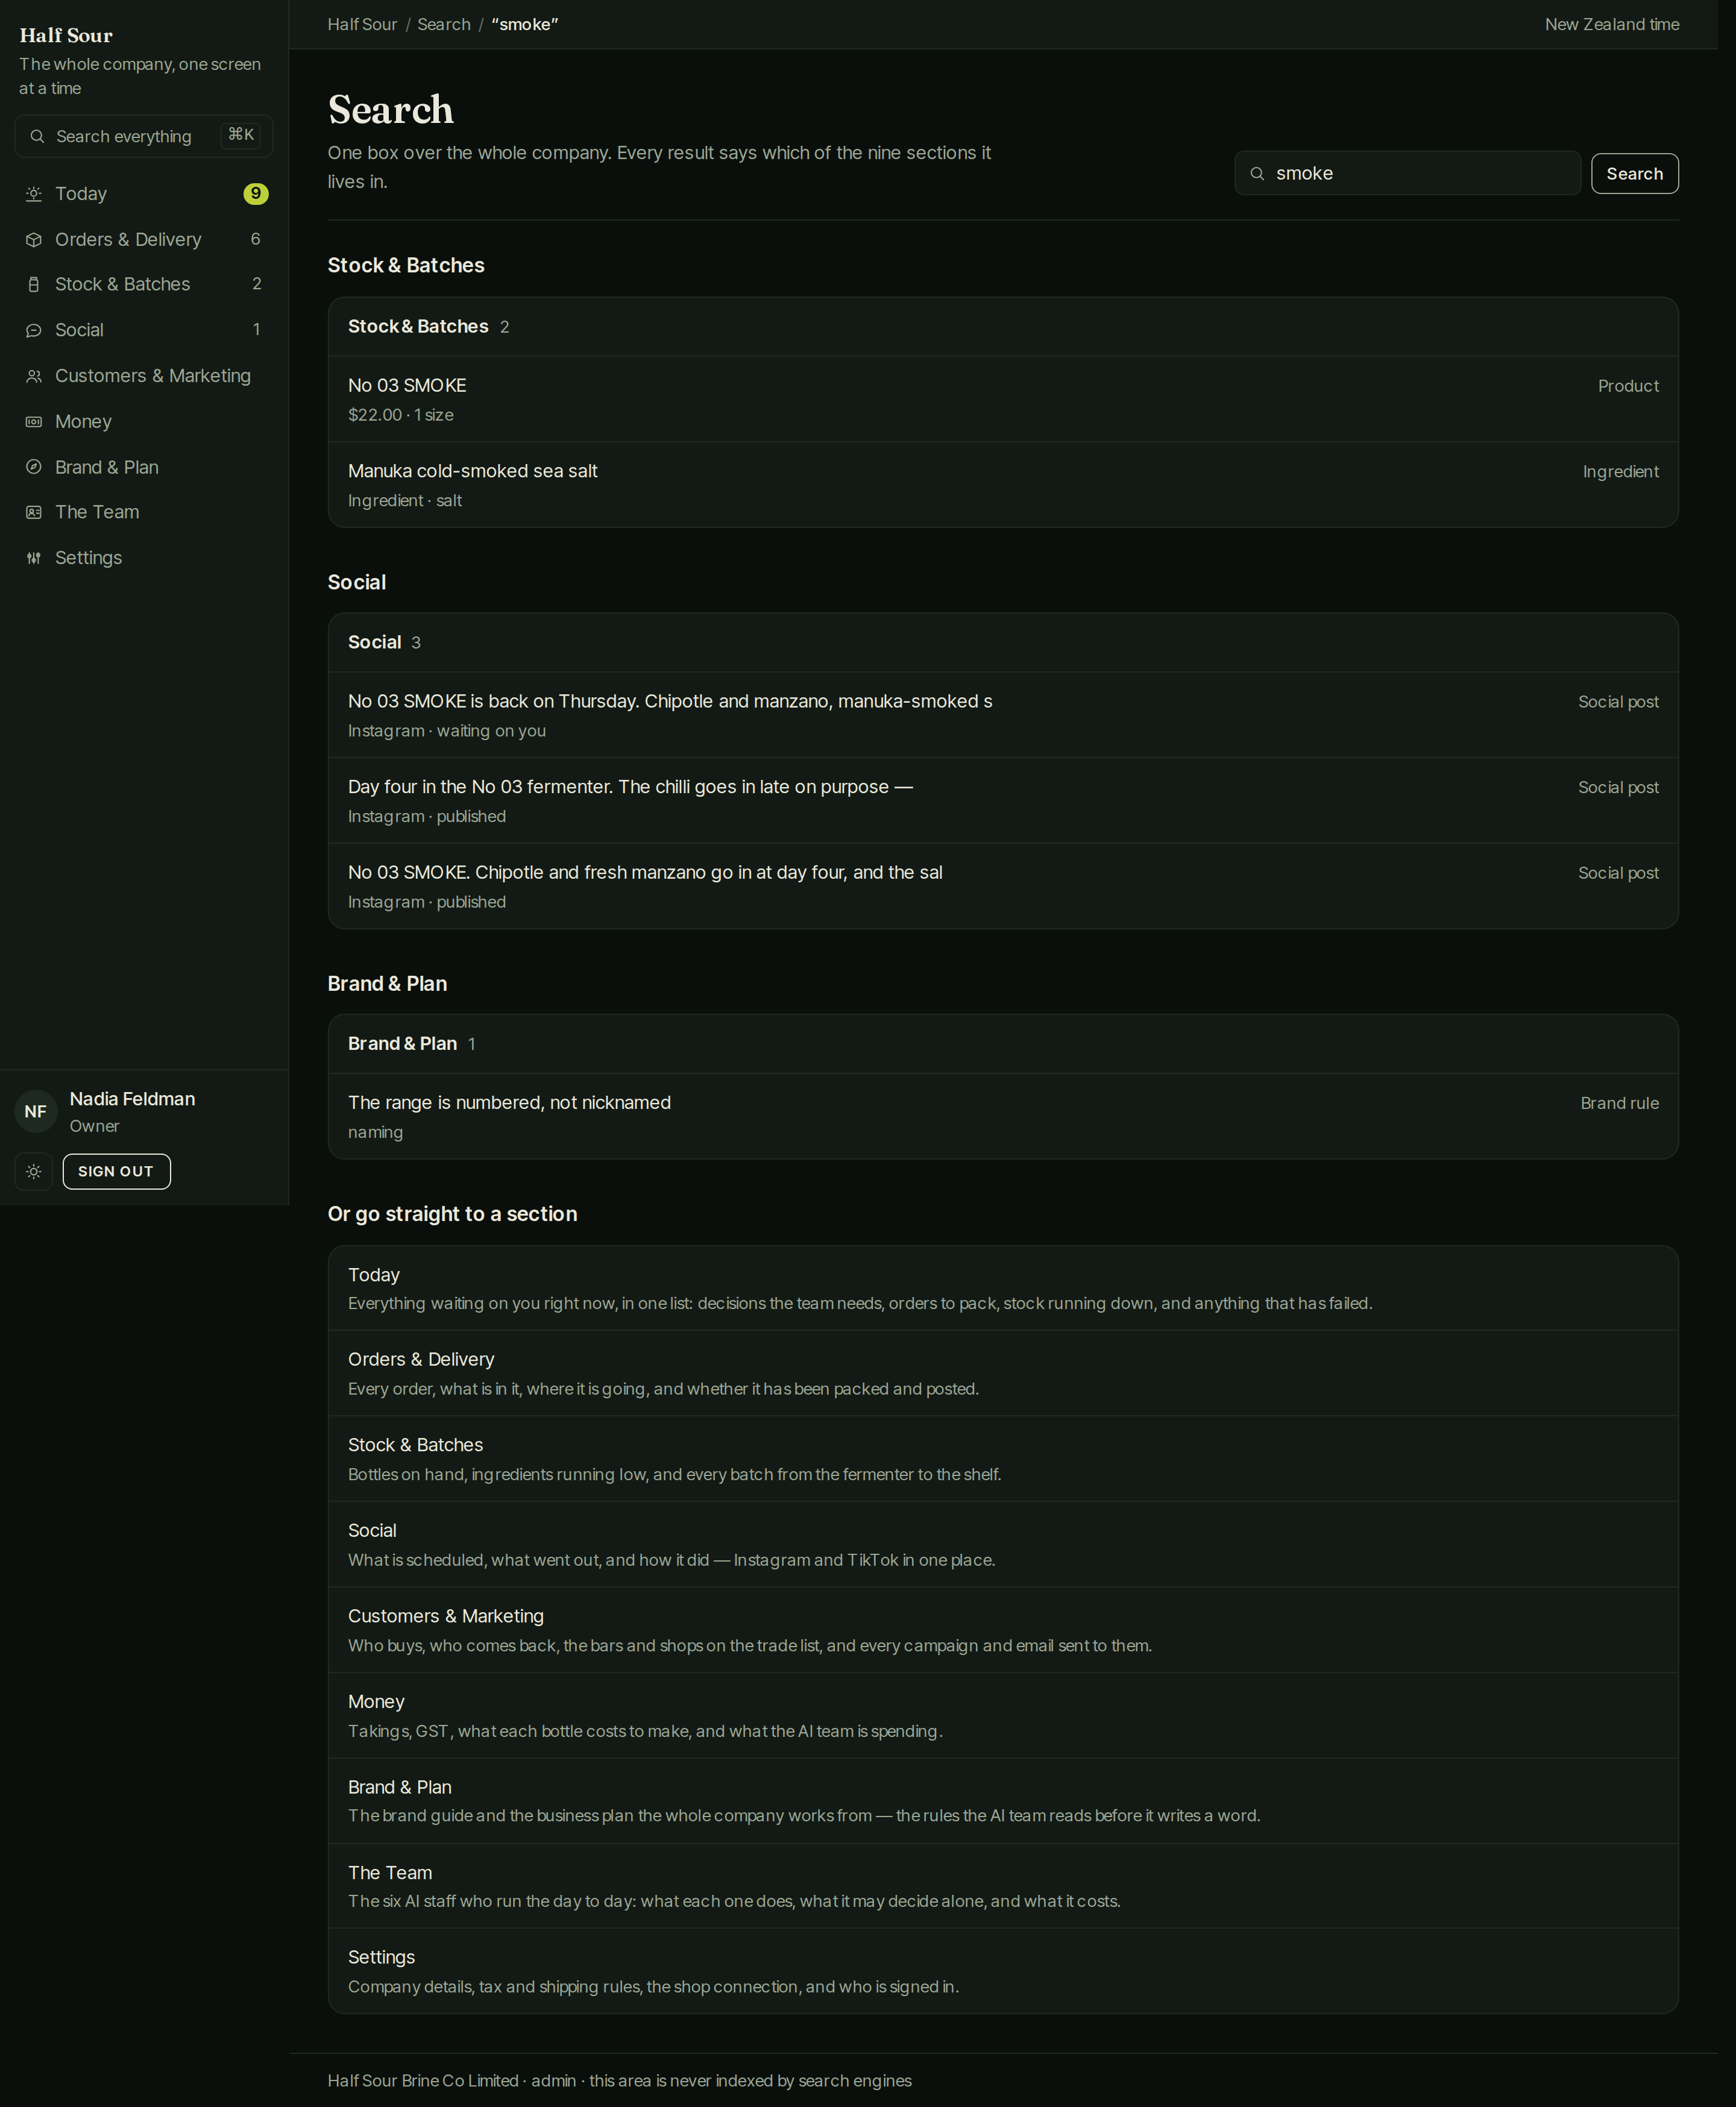 Half Sour
The whole company, one screen
at a time
Search everything ⌘K
Today 9
Orders & Delivery 6
Stock & Batches 2
Social 1
Customers & Marketing
Money
Brand & Plan
The Team
Settings
NF
Nadia Feldman
Owner
SIGN OUT
Half Sour / Search / “smoke”
New Zealand time
Search
One box over the whole company. Every result says which of the nine sections it
lives in.
smoke
Search
Stock & Batches
Stock & Batches 2
No 03 SMOKE
Product
$22.00 · 1 size
Manuka cold-smoked sea salt
Ingredient
Ingredient · salt
Social
Social 3
No 03 SMOKE is back on Thursday. Chipotle and manzano, manuka-smoked s
Social post
Instagram · waiting on you
Day four in the No 03 fermenter. The chilli goes in late on purpose —
Social post
Instagram · published
No 03 SMOKE. Chipotle and fresh manzano go in at day four, and the sal
Social post
Instagram · published
Brand & Plan
Brand & Plan 1
The range is numbered, not nicknamed
Brand rule
naming
Or go straight to a section
Today
Everything waiting on you right now, in one list: decisions the team needs, orders to pack, stock running down, and anything that has failed.
Orders & Delivery
Every order, what is in it, where it is going, and whether it has been packed and posted.
Stock & Batches
Bottles on hand, ingredients running low, and every batch from the fermenter to the shelf.
Social
What is scheduled, what went out, and how it did — Instagram and TikTok in one place.
Customers & Marketing
Who buys, who comes back, the bars and shops on the trade list, and every campaign and email sent to them.
Money
Takings, GST, what each bottle costs to make, and what the AI team is spending.
Brand & Plan
The brand guide and the business plan the whole company works from — the rules the AI team reads before it writes a word.
The Team
The six AI staff who run the day to day: what each one does, what it may decide alone, and what it costs.
Settings
Company details, tax and shipping rules, the shop connection, and who is signed in.
Half Sour Brine Co Limited · admin · this area is never indexed by search engines